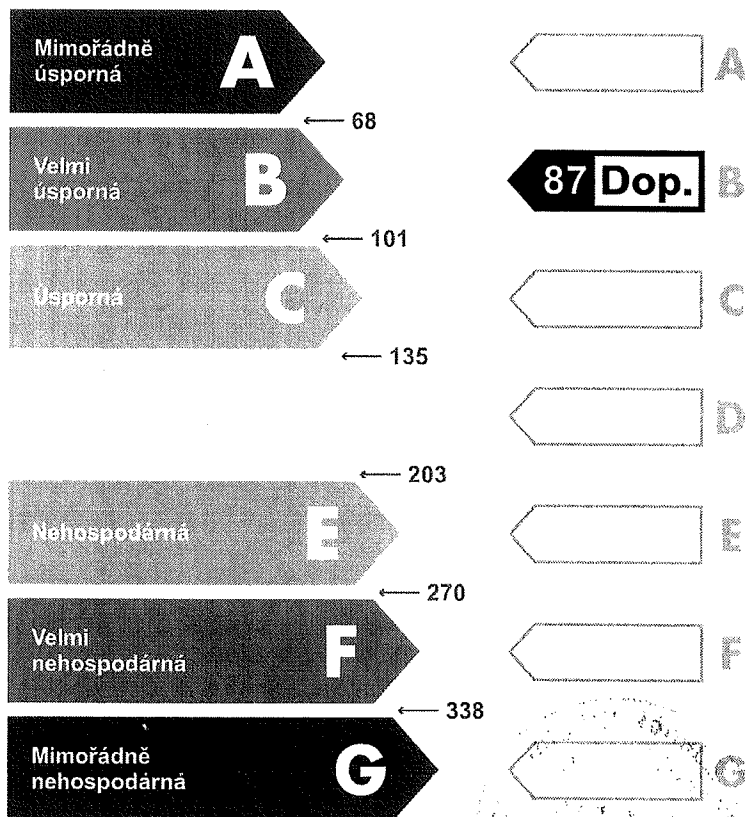 Mimořádně
úsporná
A
A
68
Velmi
úsporná
B
87 Dop.
B
101
Úsporná
C
C
135
D
203
Nehospodárná
E
E
270
Velmi
nehospodárná
F
F
338
Mimořádně
nehospodárná
G
G